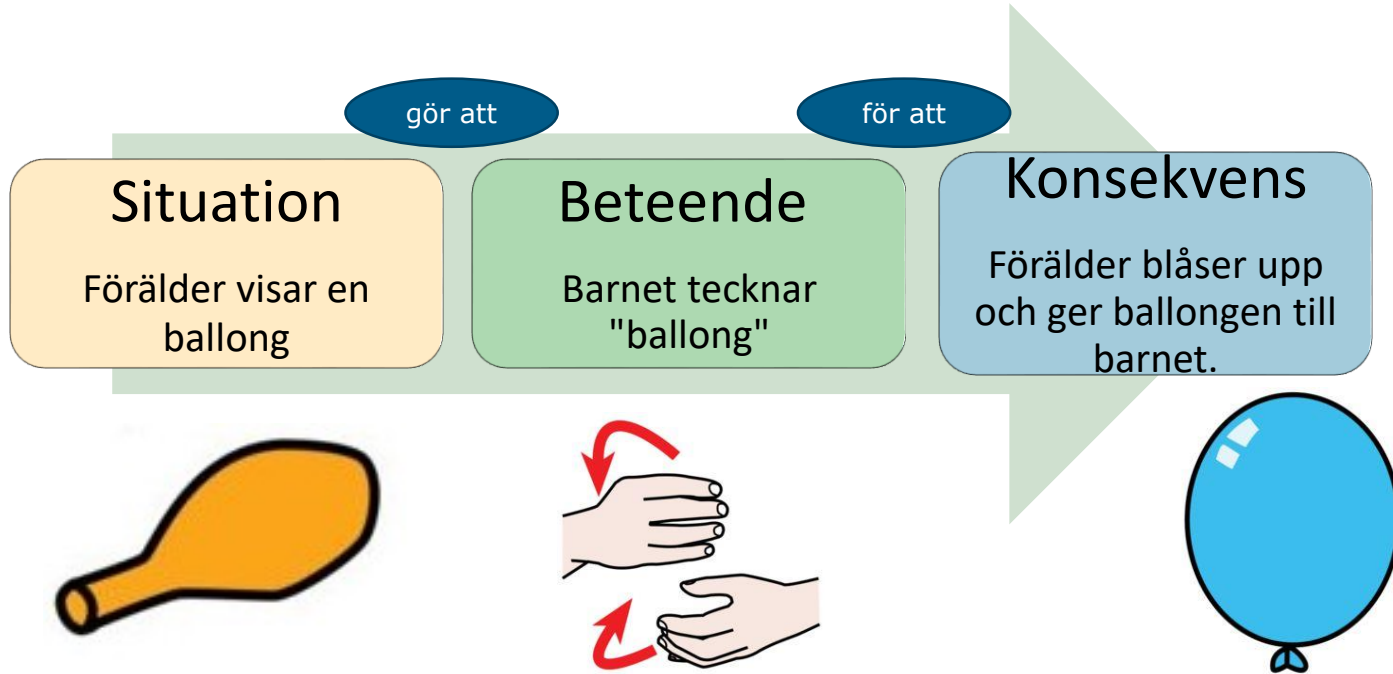 gör att
för att
Situation
Förälder visar en
ballong
Beteende
Barnet tecknar
"ballong"
Konsekvens
Förälder blåser upp
och ger ballongen till
barnet.